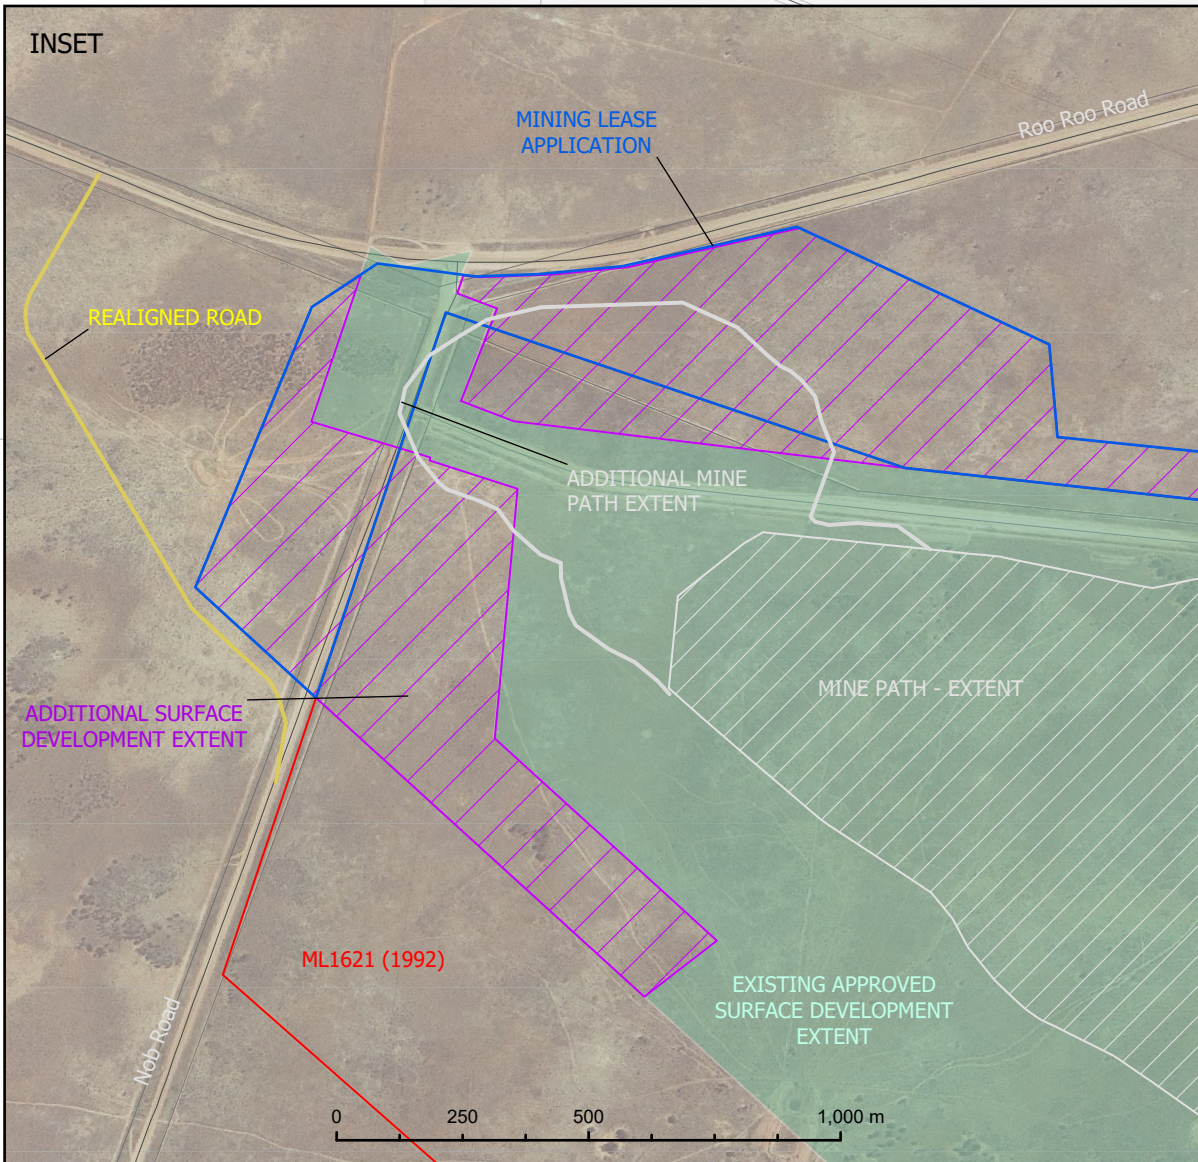 INSET
MINING LEASE
APPLICATION
Roo Roo Road
REALIGNED ROAD
ADDITIONAL MINE
PATH EXTENT
MINE PATH - EXTENT
ADDITIONAL SURFACE
DEVELOPMENT EXTENT
ML1621 (1992)
EXISTING APPROVED
SURFACE DEVELOPMENT
EXTENT
Nob Road
0 250 500 1,000 m